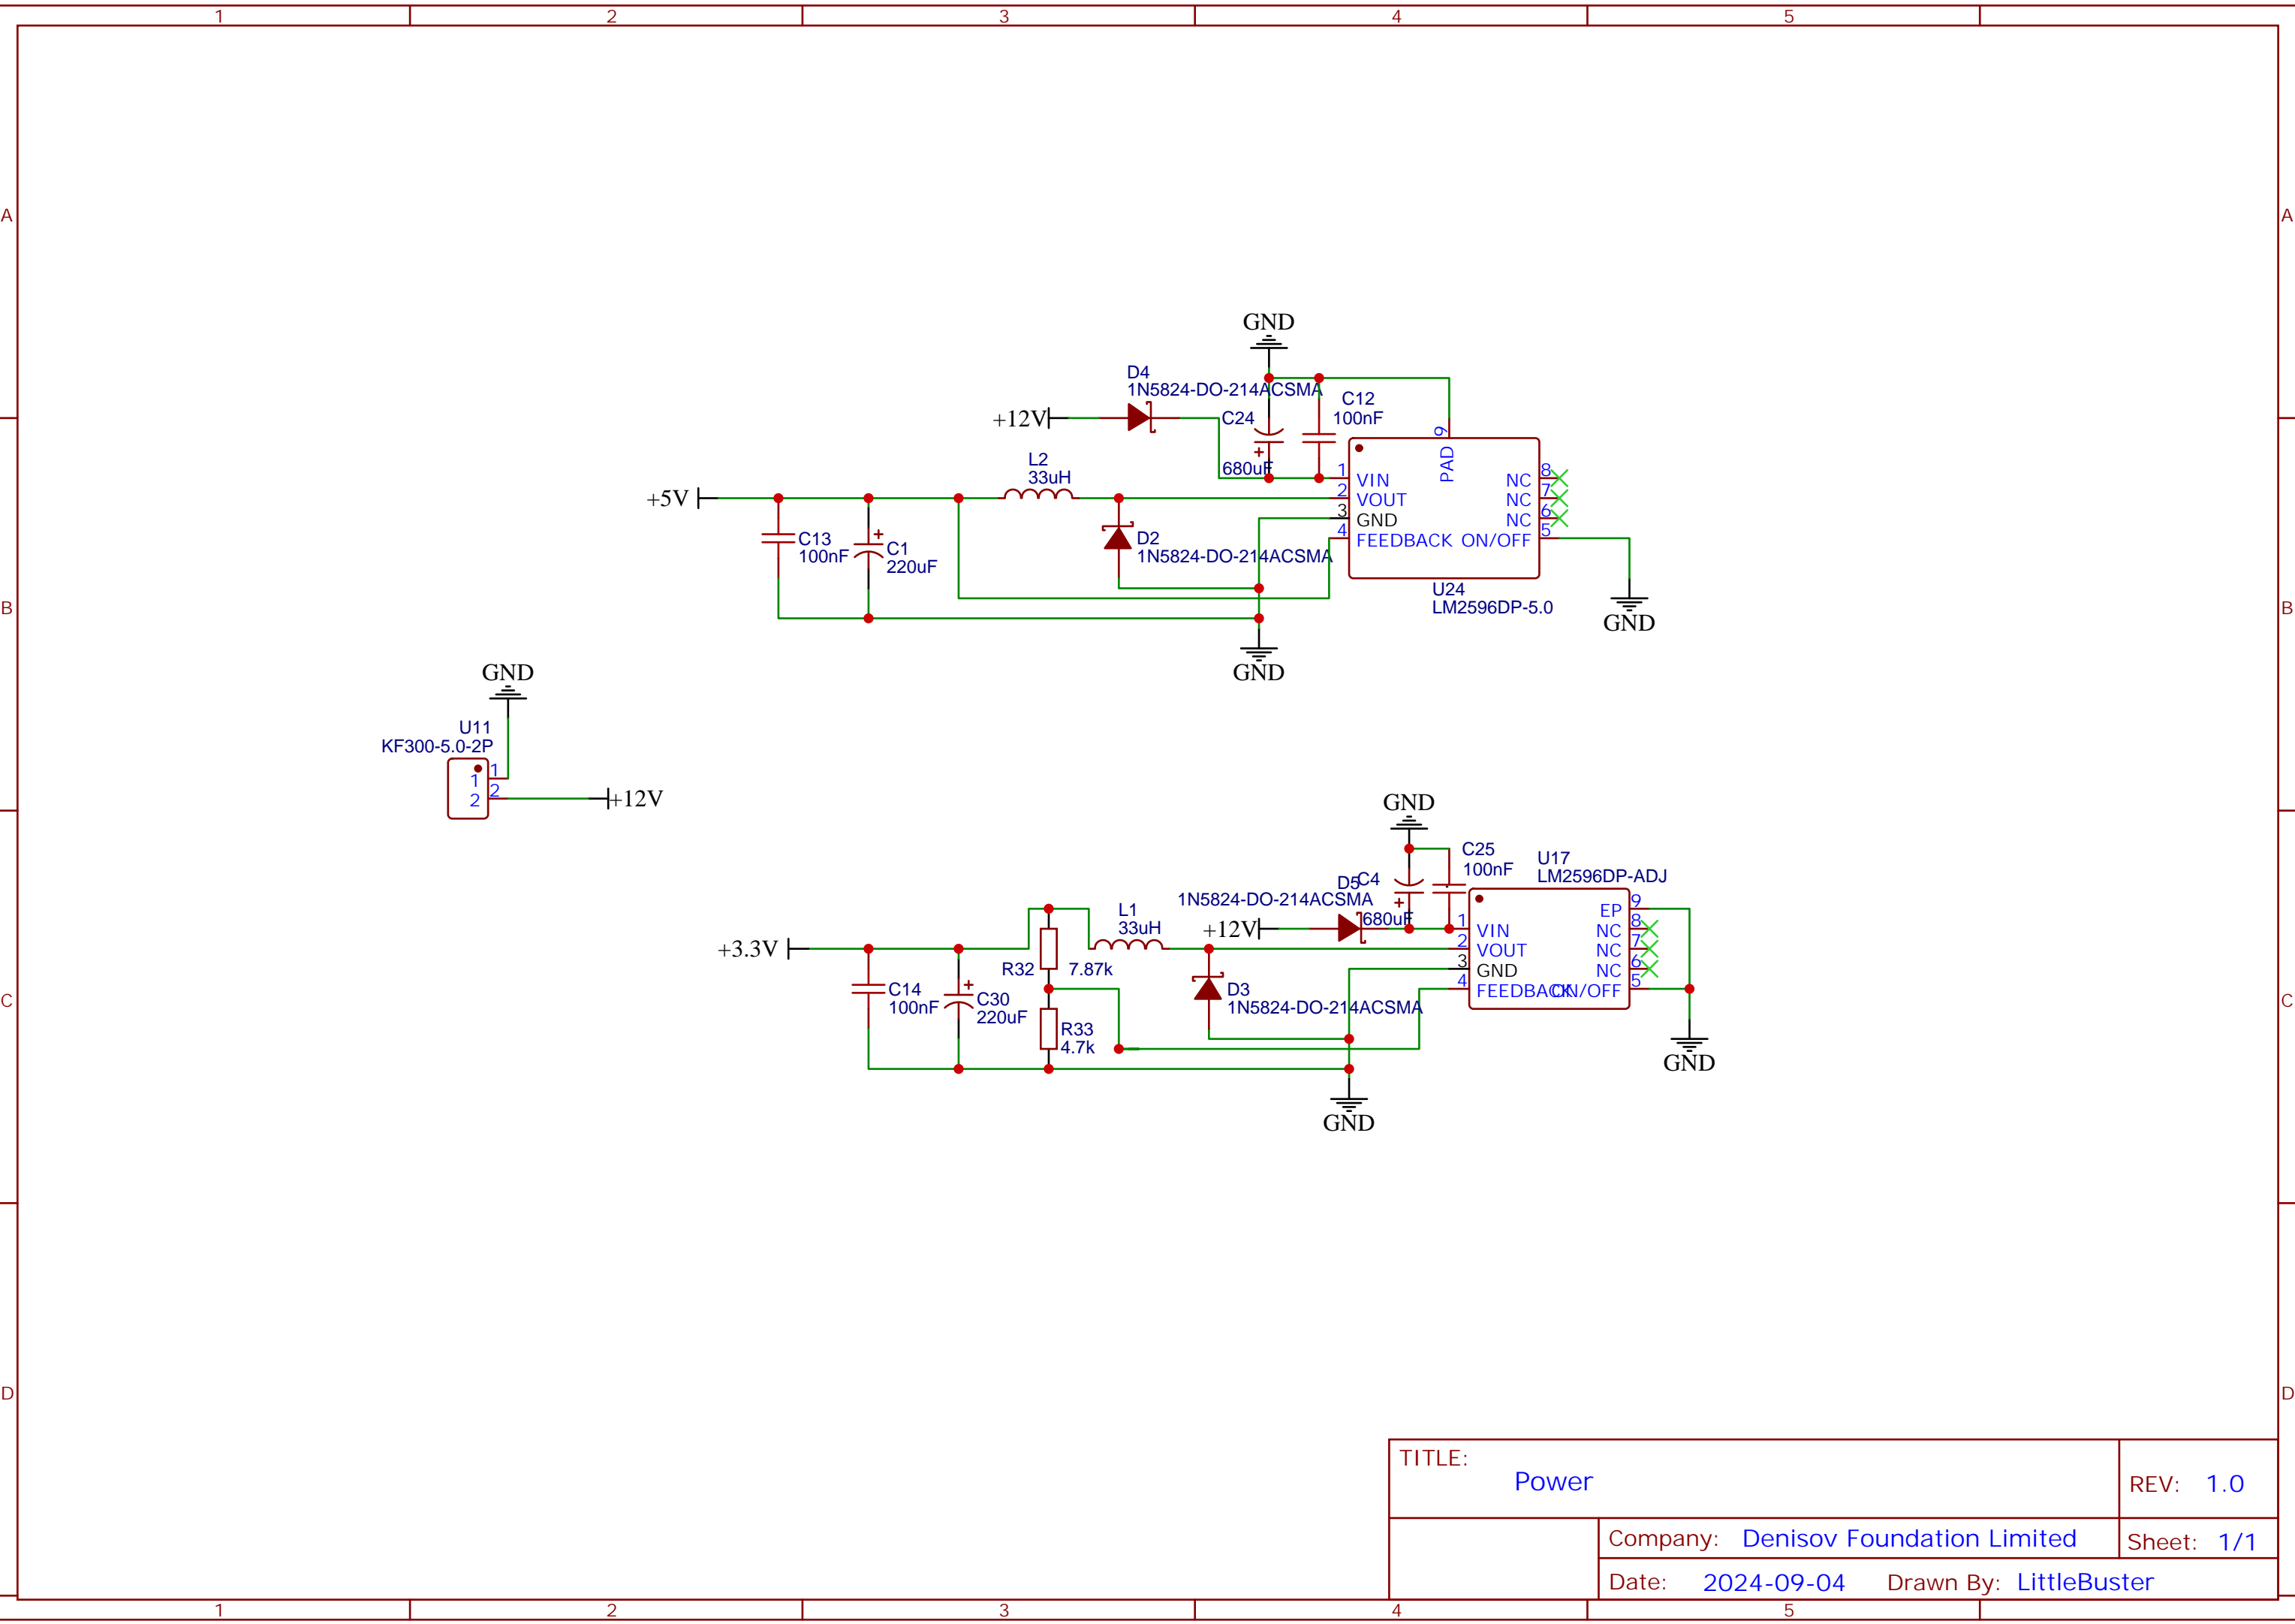 1 2 3 4 5
A A
B B
C C
D D
GND
D4
1N5824-DO-214ACSMA
C12
100nF
+12V
C24
680uF
9
PAD
L2
33uH
+5V
1 VIN NC 8
2 VOUT NC 7
3 GND NC 6
4 FEEDBACK ON/OFF 5
C13
100nF
C1
220uF
D2
1N5824-DO-214ACSMA
U24
LM2596DP-5.0
GND
GND
GND
U11
KF300-5.0-2P
1 1
2 2
+12V
GND
C25
100nF
U17
LM2596DP-ADJ
D5
C4
1N5824-DO-214ACSMA
680uF
+12V
L1
33uH
+3.3V
EP 9
1 VIN NC 8
2 VOUT NC 7
3 GND NC 6
4 FEEDBACK ON/OFF 5
R32 7.87k
C14
100nF
C30
220uF
R33
4.7k
D3
1N5824-DO-214ACSMA
GND
GND
TITLE:
Power
REV: 1.0
Company: Denisov Foundation Limited
Sheet: 1/1
Date: 2024-09-04 Drawn By: LittleBuster
1 2 3 4 5